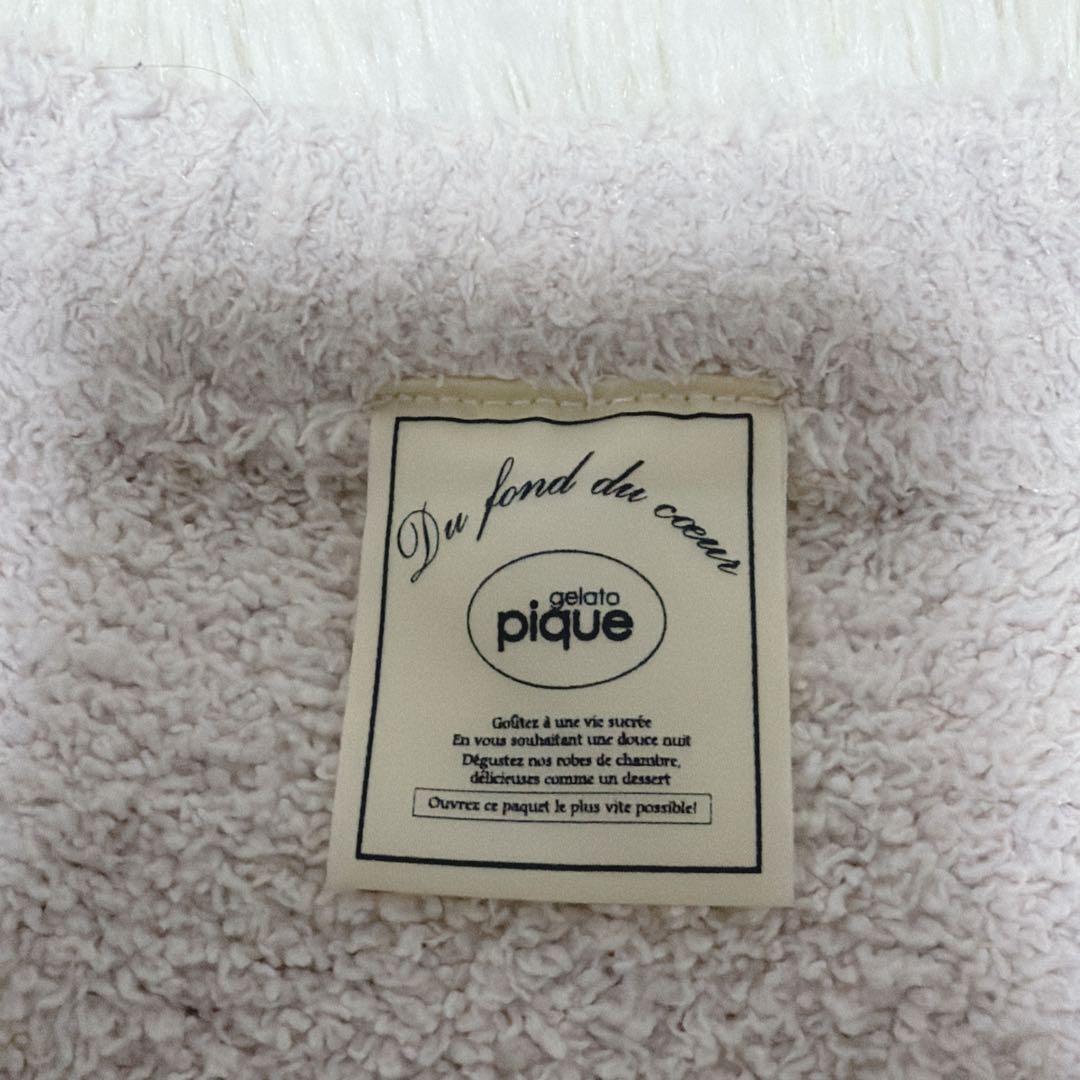 Du fond du cœur
gelato
pique
Goûtez à une vie sucrée
En vous souhaitant une douce nuit
Dégustez nos robes de chambre,
délicieuses comme un dessert
Ouvrez ce paquet le plus vite possible!